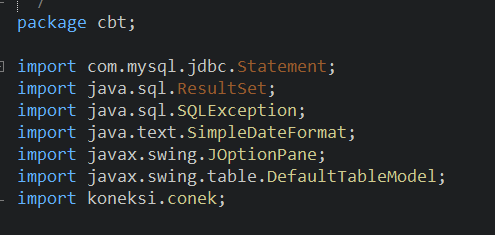 */
package cbt;
import com.mysql.jdbc.Statement;
import java.sql.ResultSet;
import java.sql.SQLException;
import java.text.SimpleDateFormat;
import javax.swing.JOptionPane;
import javax.swing.table.DefaultTableModel;
import koneksi.conek;